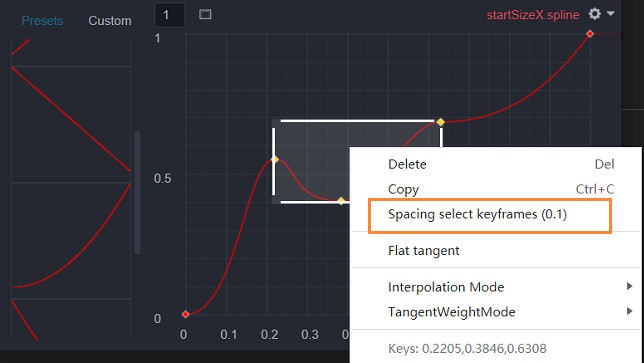 Presets Custom 1 startSizeX.spline
1
0.5
0
0 0.1 0.2 0.3
Delete Del
Copy Ctrl+C
Spacing select keyframes (0.1)
Flat tangent
Interpolation Mode
TangentWeightMode
Keys: 0.2205,0.3846,0.6308